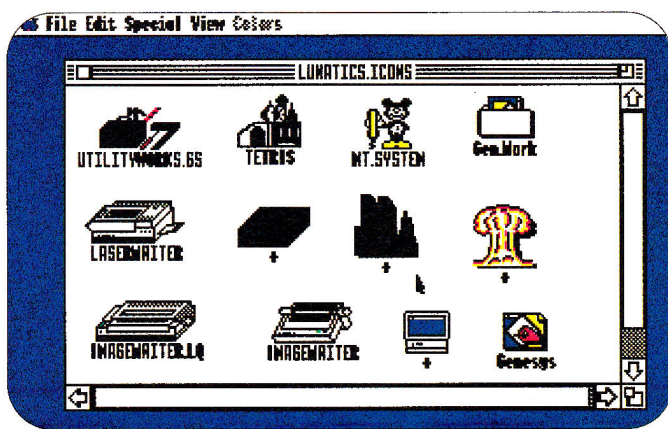 File Edit Special View Colors
LUNATICS.ICONS
UTILITYWORKS.GS TETRIS MT.SYSTEM Gen.Work
LASERWRITER + + +
IMAGEWRITER.LQ IMAGEWRITER + Genesys